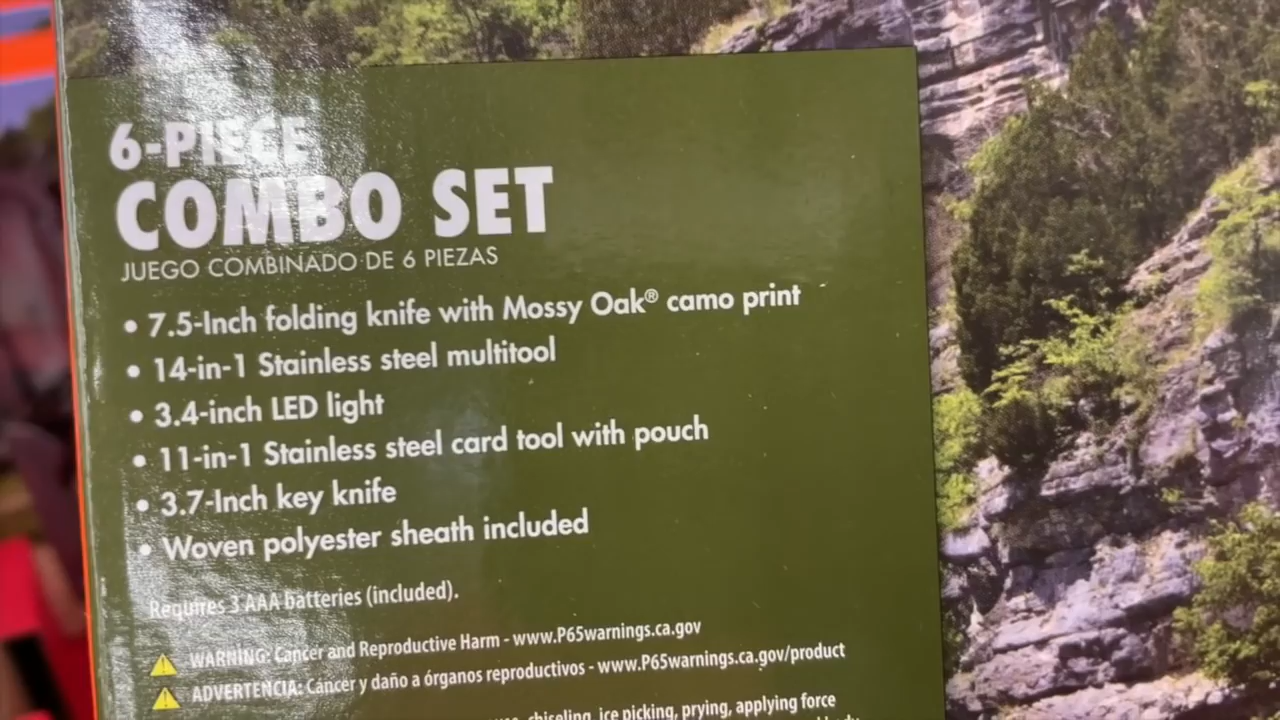 6-PIECE
COMBO SET
JUEGO COMBINADO DE 6 PIEZAS
• 7.5-Inch folding knife with Mossy Oak® camo print
• 14-in-1 Stainless steel multitool
• 3.4-inch LED light
• 11-in-1 Stainless steel card tool with pouch
• 3.7-Inch key knife
• Woven polyester sheath included
Requires 3 AAA batteries (included).
WARNING: Cancer and Reproductive Harm - www.P65warnings.ca.gov
ADVERTENCIA: Cáncer y daño a órganos reproductivos - www.P65warnings.ca.gov/product
chiseling, ice picking, prying, applying force